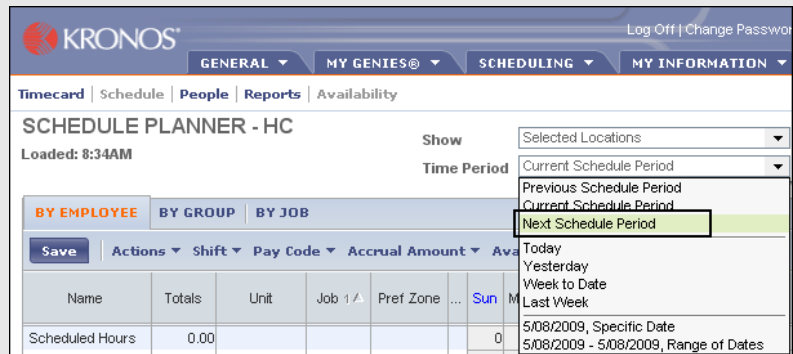 KRONOS®
Log Off | Change
GENERAL MY GENIES® SCHEDULING MY INFORMATION
Timecard | Schedule | People | Reports | Availability
SCHEDULE PLANNER - HC
Loaded: 8:34AM
Show Selected Locations
Time Period Current Schedule Period
Previous Schedule Period
Current Schedule Period
Next Schedule Period
Today
Yesterday
Week to Date
Last Week
5/08/2009, Specific Date
5/08/2009 - 5/08/2009, Range of Dates
BY EMPLOYEE BY GROUP BY JOB
Save Actions Shift Pay Code Accrual Amount
Name Totals Unit Job 1 Pref Zone ... Sun
Scheduled Hours 0.00 0